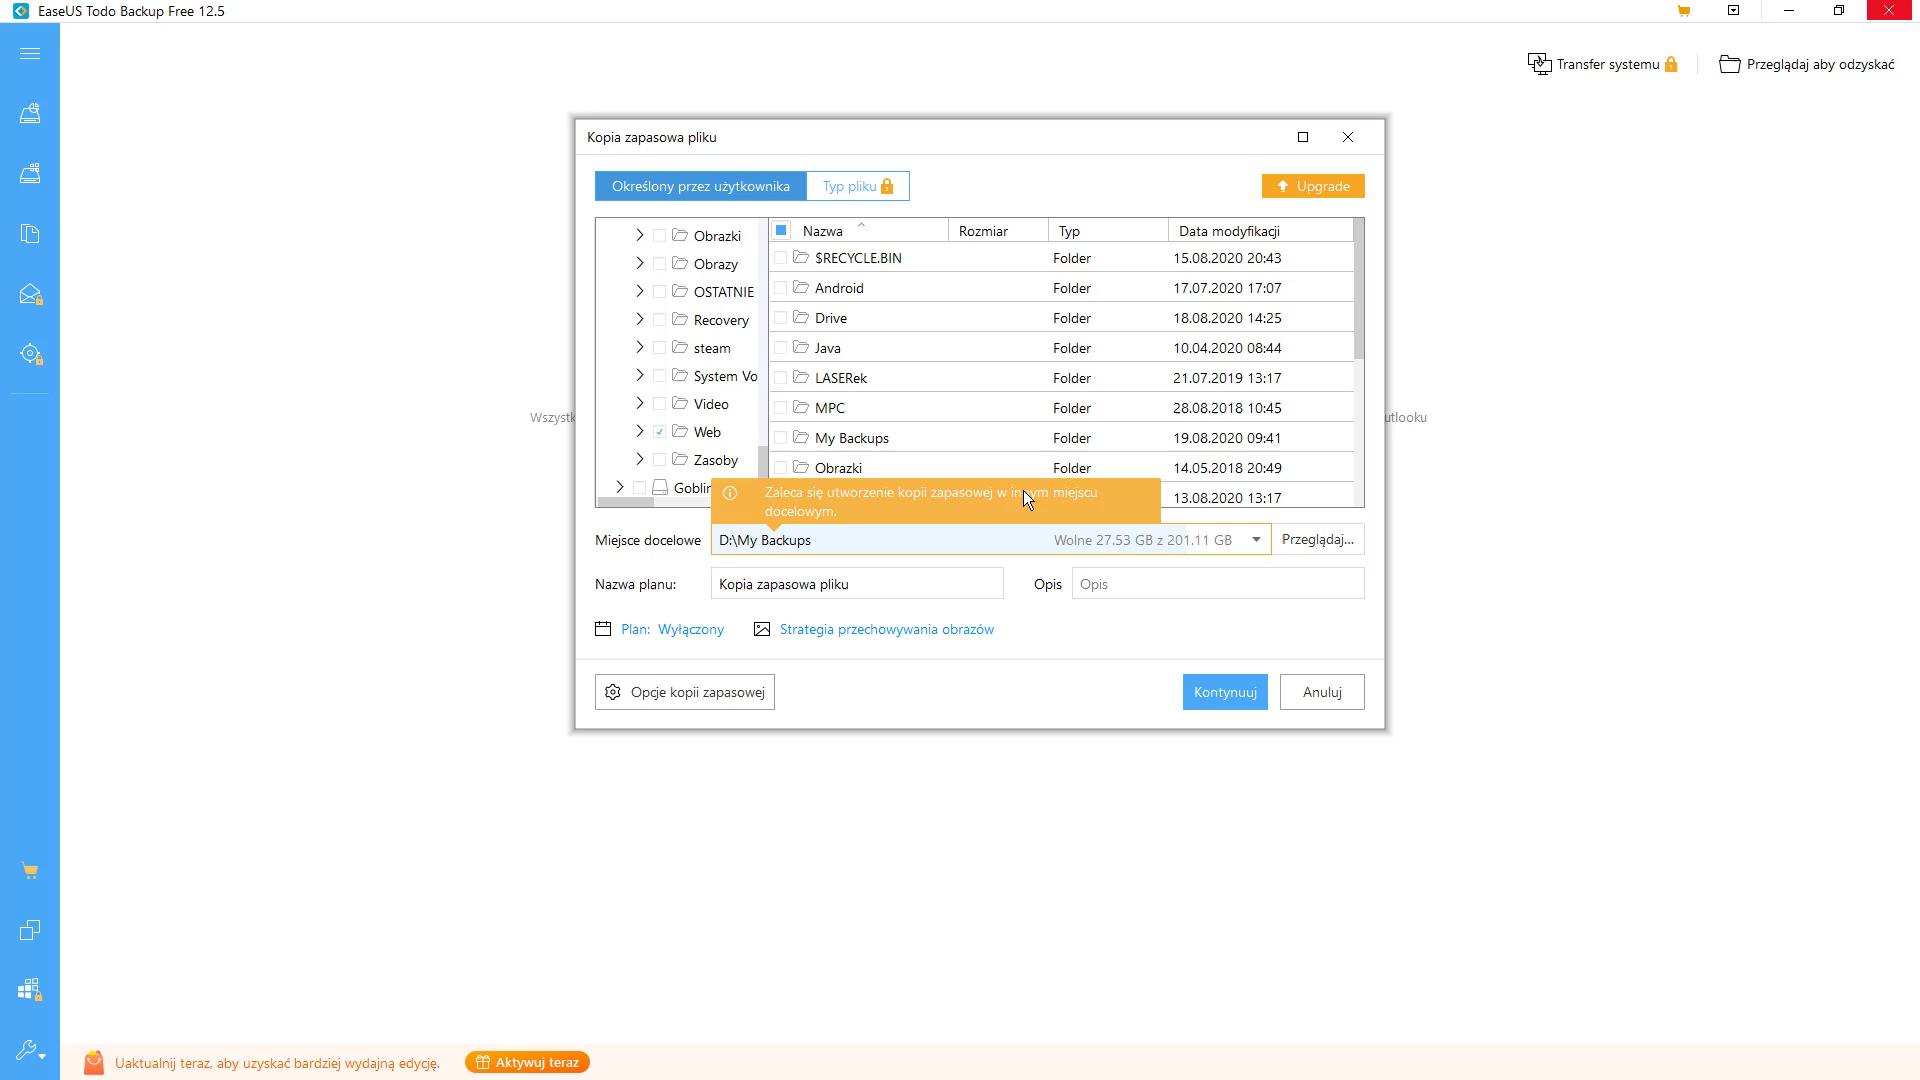 EaseUS Todo Backup Free 12.5
Transfer systemu
Przeglądaj aby odzyskać
Kopia zapasowa pliku
Określony przez użytkownika
Typ pliku
Upgrade
Nazwa Rozmiar Typ Data modyfikacji
Obrazki
Obrazy
OSTATNIE
Recovery
steam
System Vo
Video
Web
Zasoby
Goblin
$RECYCLE.BIN Folder 15.08.2020 20:43
Android Folder 17.07.2020 17:07
Drive Folder 18.08.2020 14:25
Java Folder 10.04.2020 08:44
LASERek Folder 21.07.2019 13:17
MPC Folder 28.08.2018 10:45
My Backups Folder 19.08.2020 09:41
Obrazki Folder 14.05.2018 20:49
13.08.2020 13:17
Wszystk
utlooku
Zaleca się utworzenie kopii zapasowej w innym miejscu
docelowym.
Miejsce docelowe D:\My Backups Wolne 27.53 GB z 201.11 GB Przeglądaj...
Nazwa planu: Kopia zapasowa pliku Opis Opis
Plan: Wyłączony Strategia przechowywania obrazów
Opcje kopii zapasowej Kontynuuj Anuluj
Uaktualnij teraz, aby uzyskać bardziej wydajną edycję. Aktywuj teraz